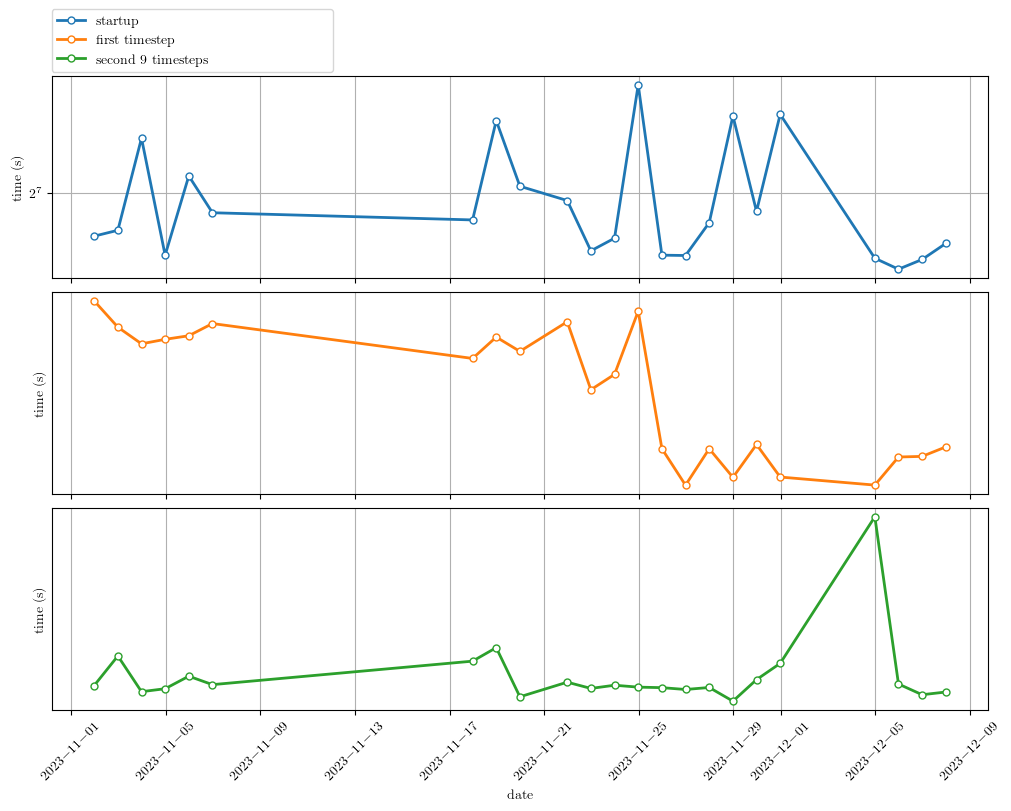 startup
first timestep
second 9 timesteps
time (s)
2^7
time (s)
time (s)
2023−11−01
2023−11−05
2023−11−09
2023−11−13
2023−11−17
2023−11−21
2023−11−25
2023−11−29
2023−12−01
2023−12−05
2023−12−09
date